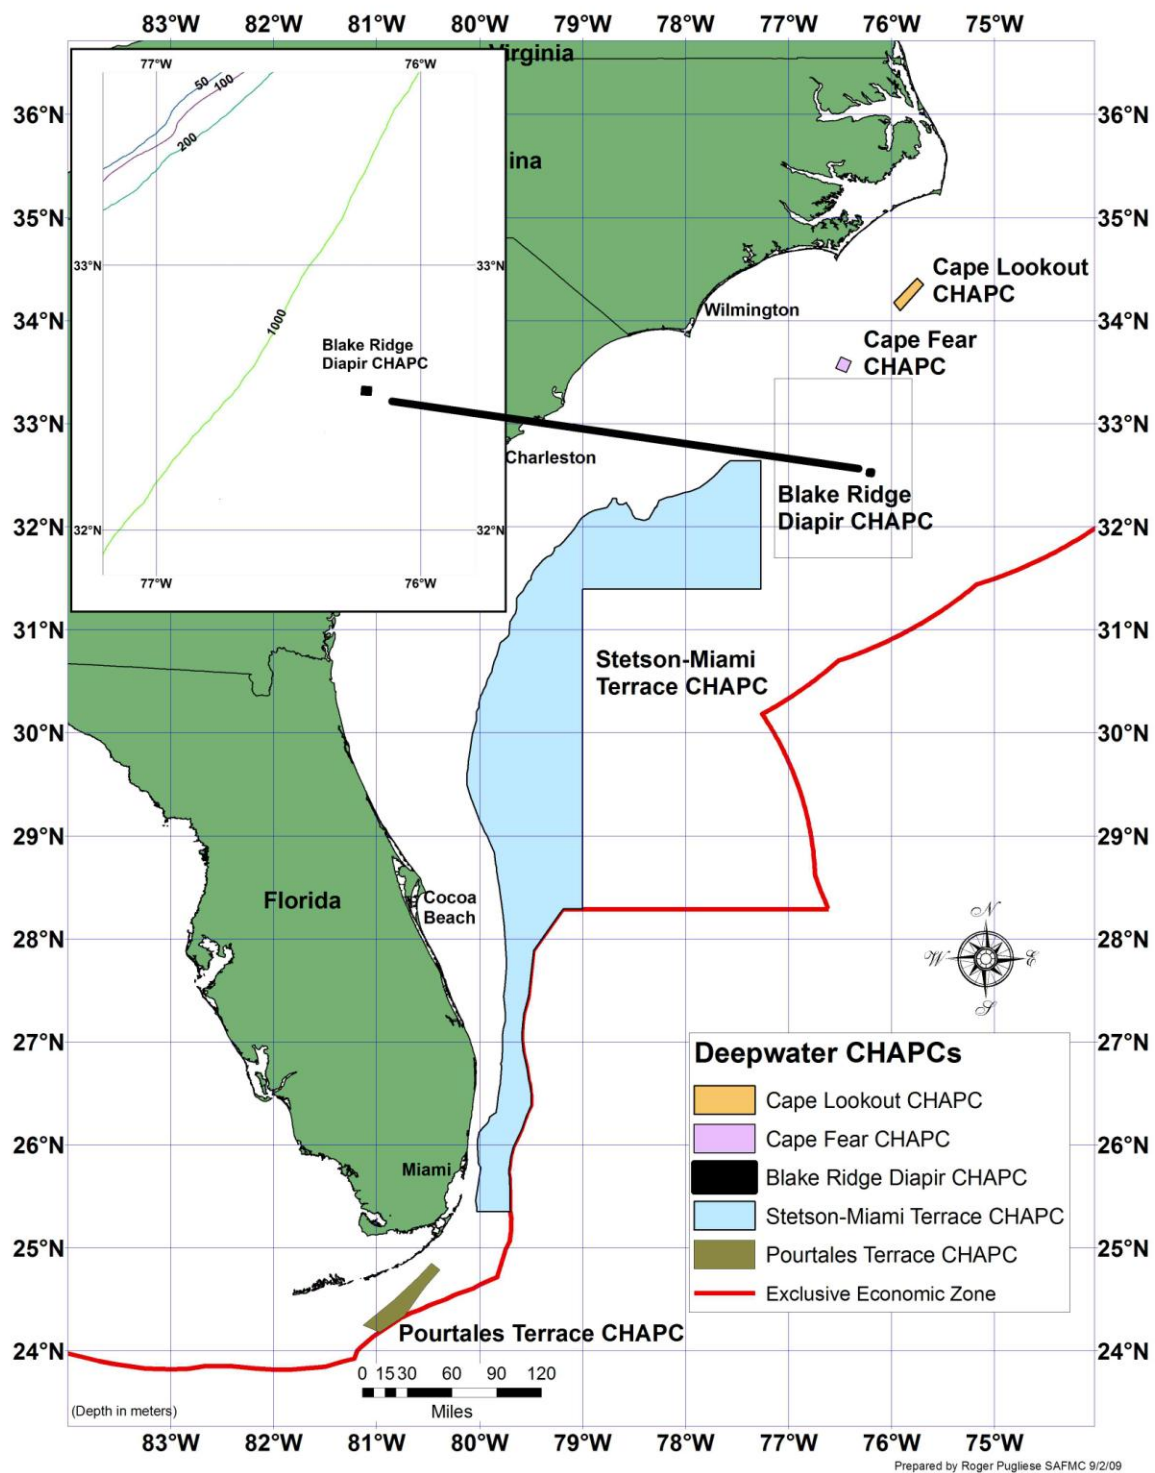 83°W 82°W 81°W 80°W 79°W 78°W 77°W 76°W 75°W
Virginia
77°W 76°W
50
100
200
36°N 36°N
ina
35°N 35°N
33°N 33°N
Cape Lookout
CHAPC
1000
34°N Wilmington 34°N
Cape Fear
CHAPC
Blake Ridge
Diapir CHAPC
33°N 33°N
Charleston
Blake Ridge
Diapir CHAPC
32°N 32°N
32°N 32°N
77°W 76°W
31°N 31°N
Stetson-Miami
Terrace CHAPC
30°N 30°N
29°N 29°N
Florida
Cocoa
Beach
N
28°N 28°N
W E
S
27°N 27°N
Deepwater CHAPCs
Cape Lookout CHAPC
Cape Fear CHAPC
26°N 26°N
Miami
Blake Ridge Diapir CHAPC
Stetson-Miami Terrace CHAPC
25°N 25°N
Pourtales Terrace CHAPC
Exclusive Economic Zone
Pourtales Terrace CHAPC
24°N 24°N
0 15 30 60 90 120
Miles
(Depth in meters)
83°W 82°W 81°W 80°W 79°W 78°W 77°W 76°W 75°W
Prepared by Roger Pugliese SAFMC 9/2/09